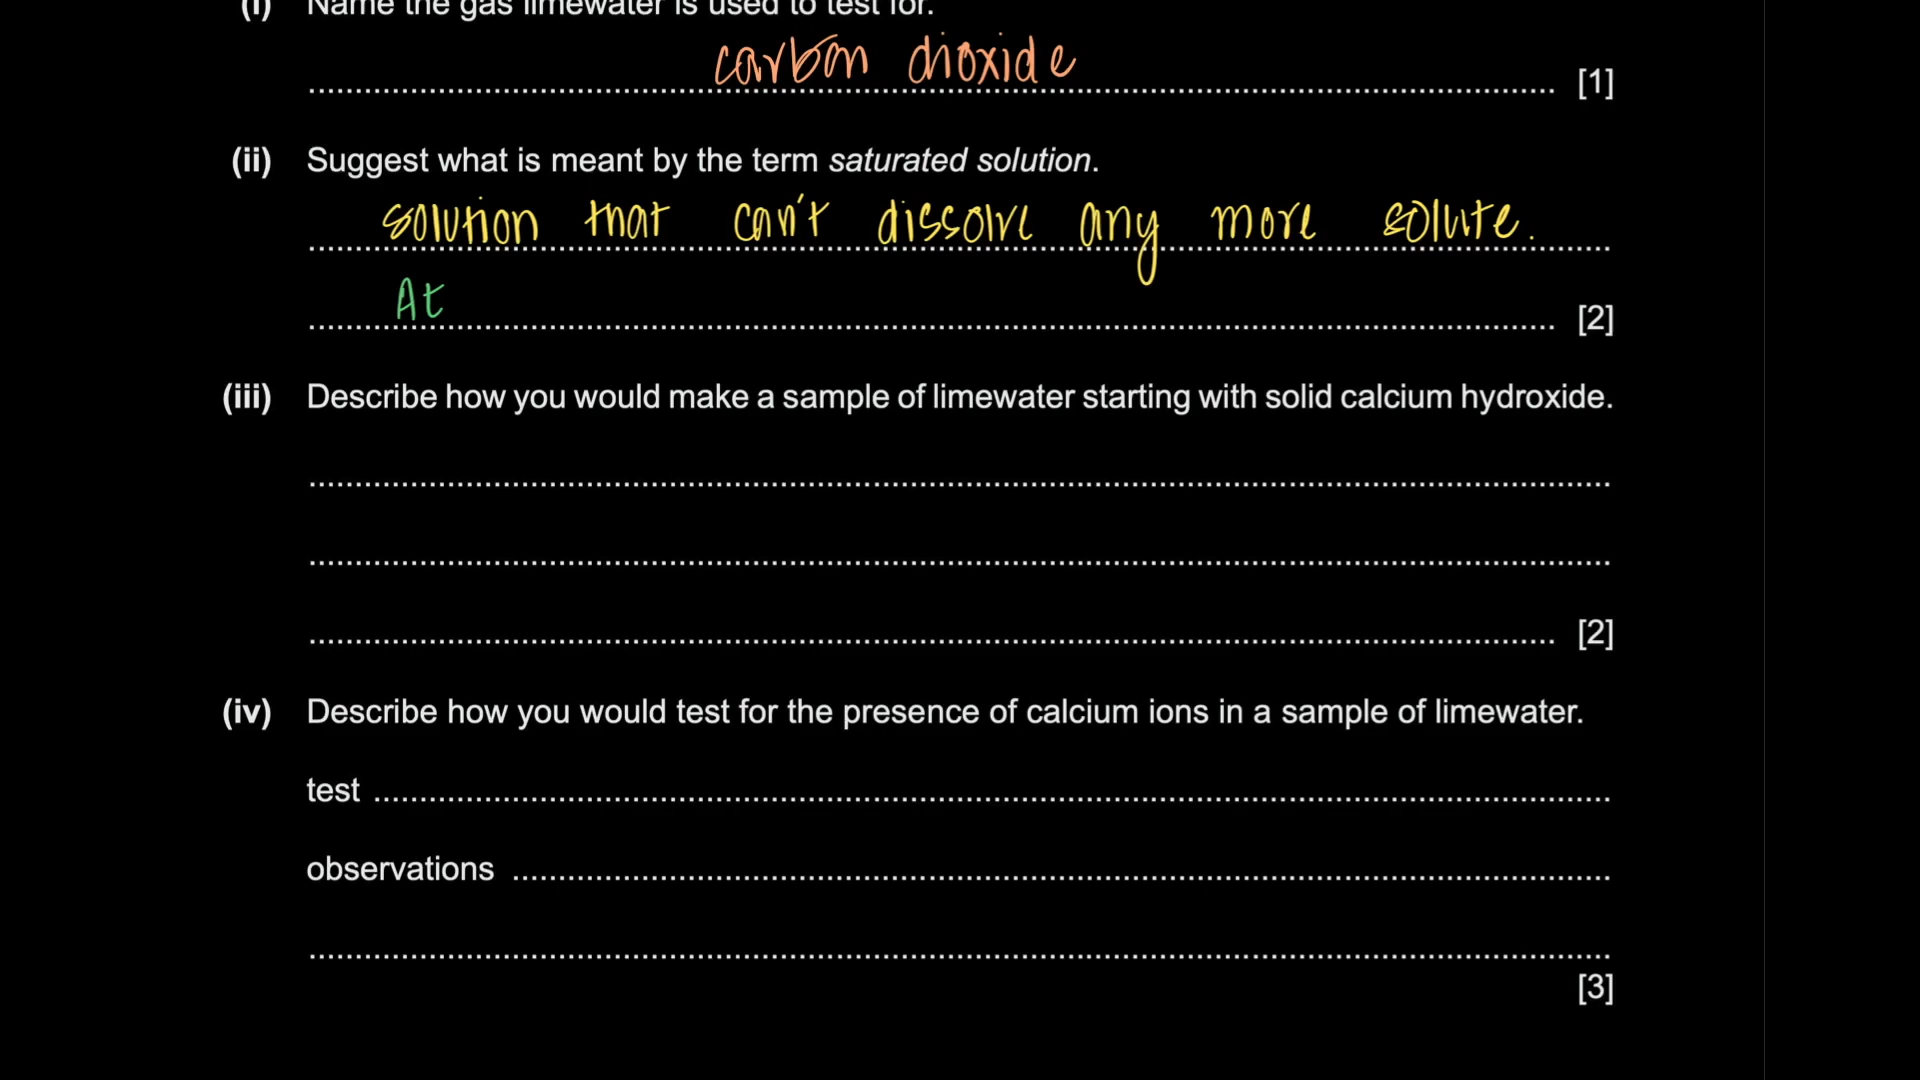 (i) Name the gas limewater is used to test for.
carbon dioxide [1]
(ii) Suggest what is meant by the term saturated solution.
solution that can't dissolve any more solute.
At [2]
(iii) Describe how you would make a sample of limewater starting with solid calcium hydroxide.
[2]
(iv) Describe how you would test for the presence of calcium ions in a sample of limewater.
test
observations
[3]